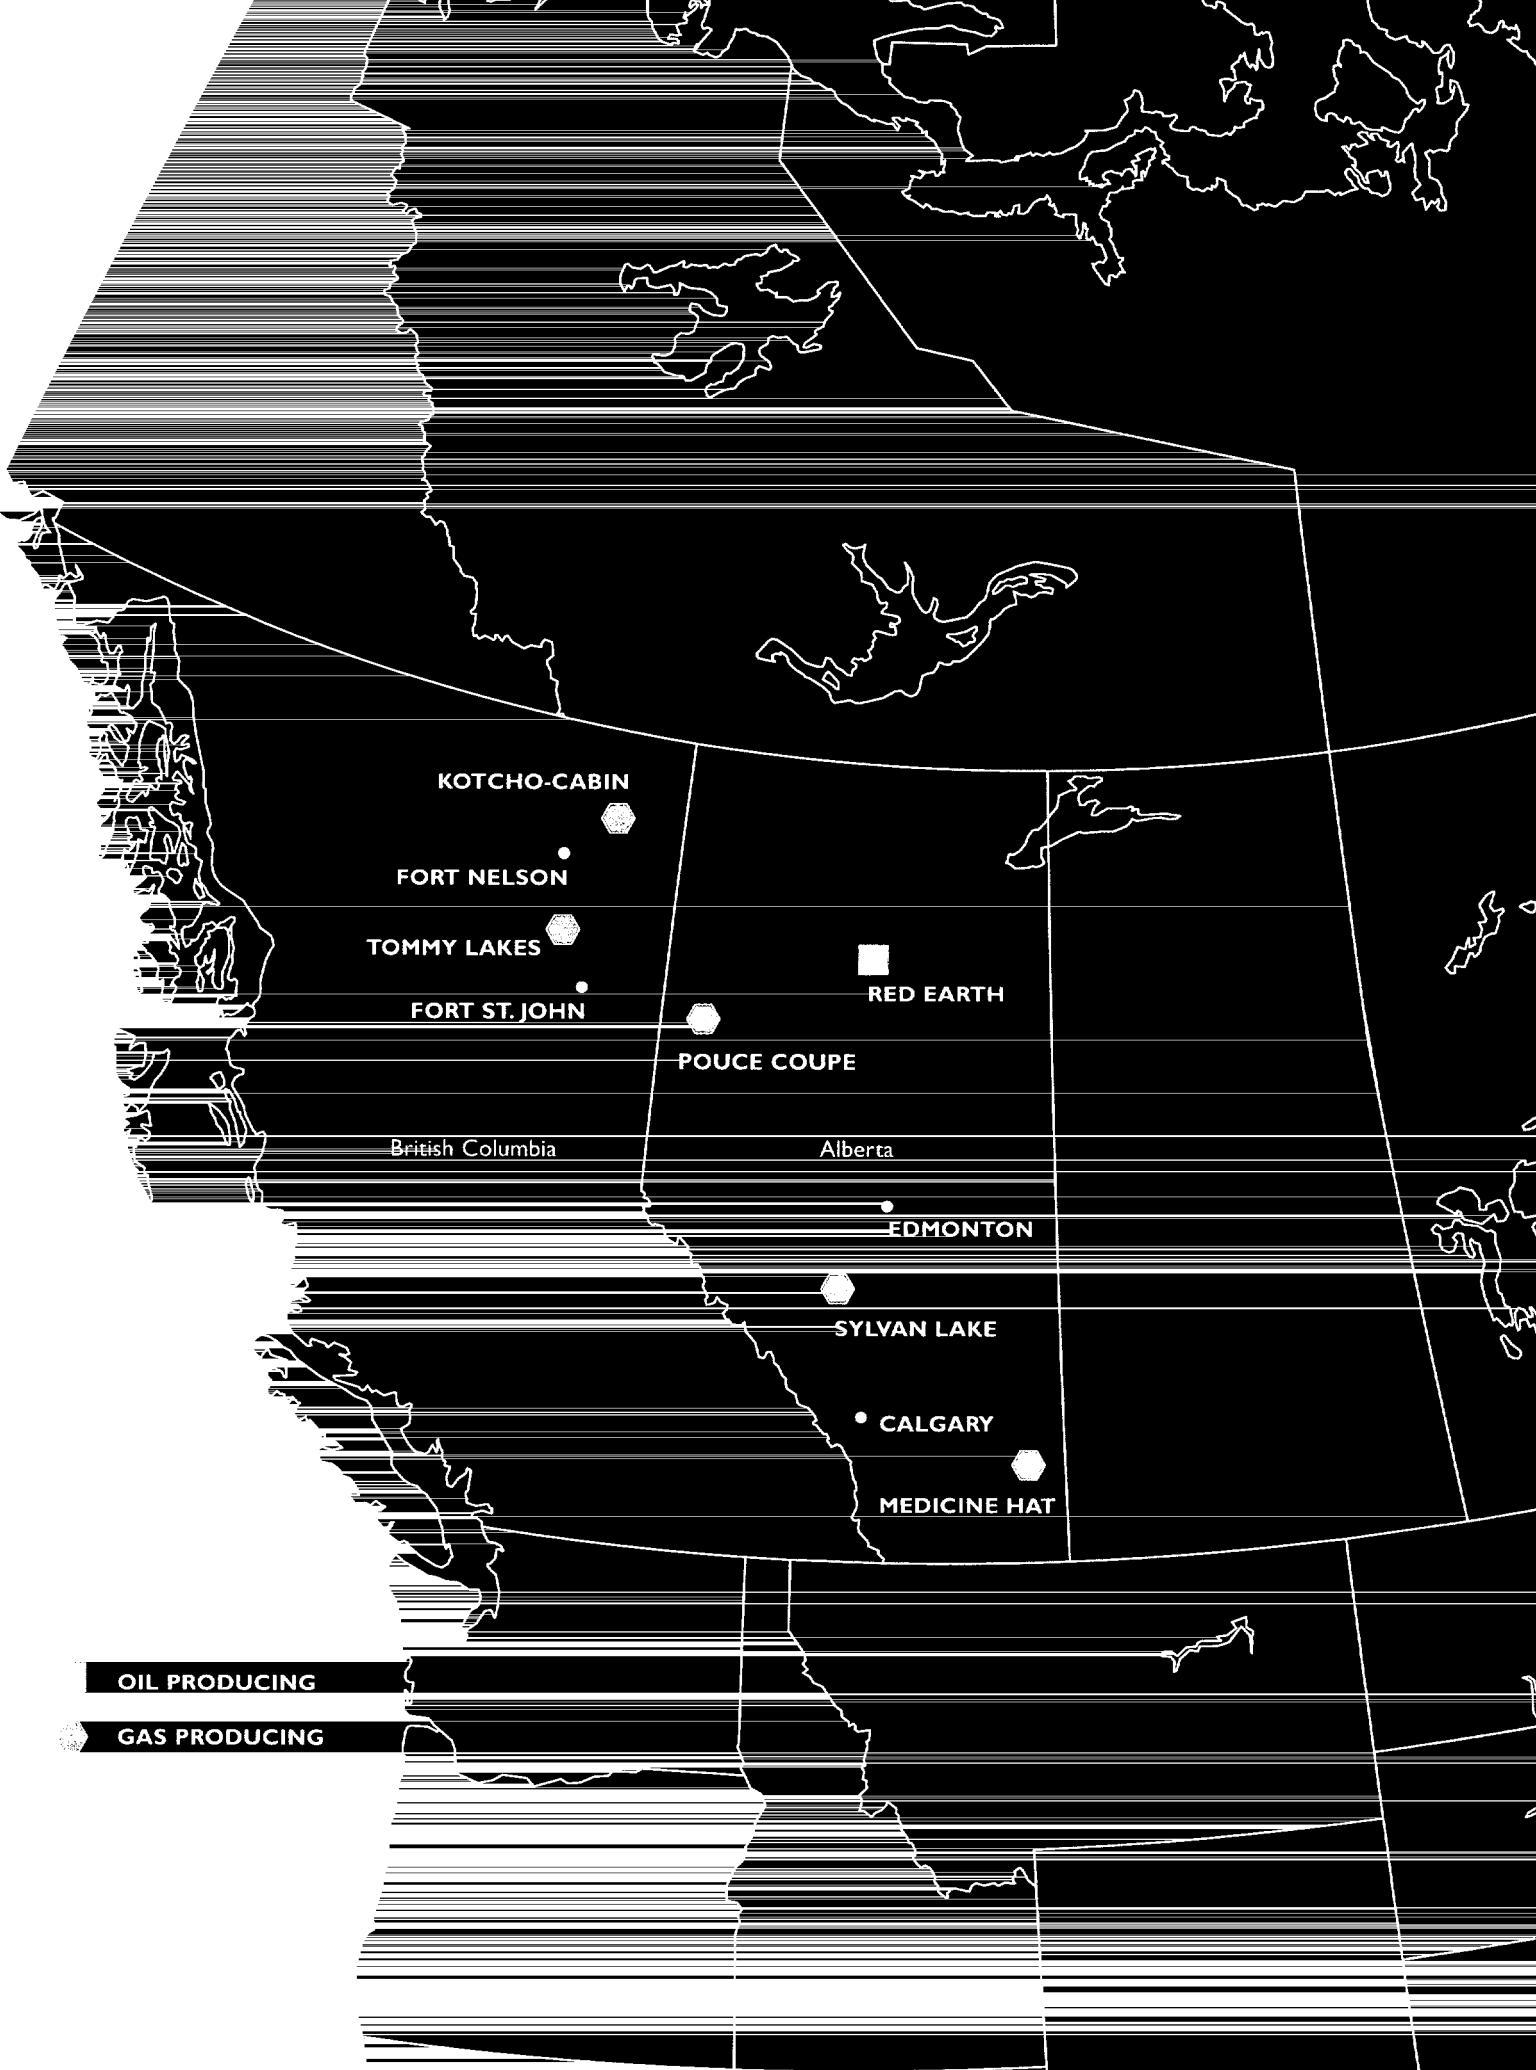 KOTCHO-CABIN
FORT NELSON
TOMMY LAKES
RED EARTH
FORT ST. JOHN
POUCE COUPE
British Columbia
Alberta
EDMONTON
SYLVAN LAKE
CALGARY
MEDICINE HAT
OIL PRODUCING
GAS PRODUCING